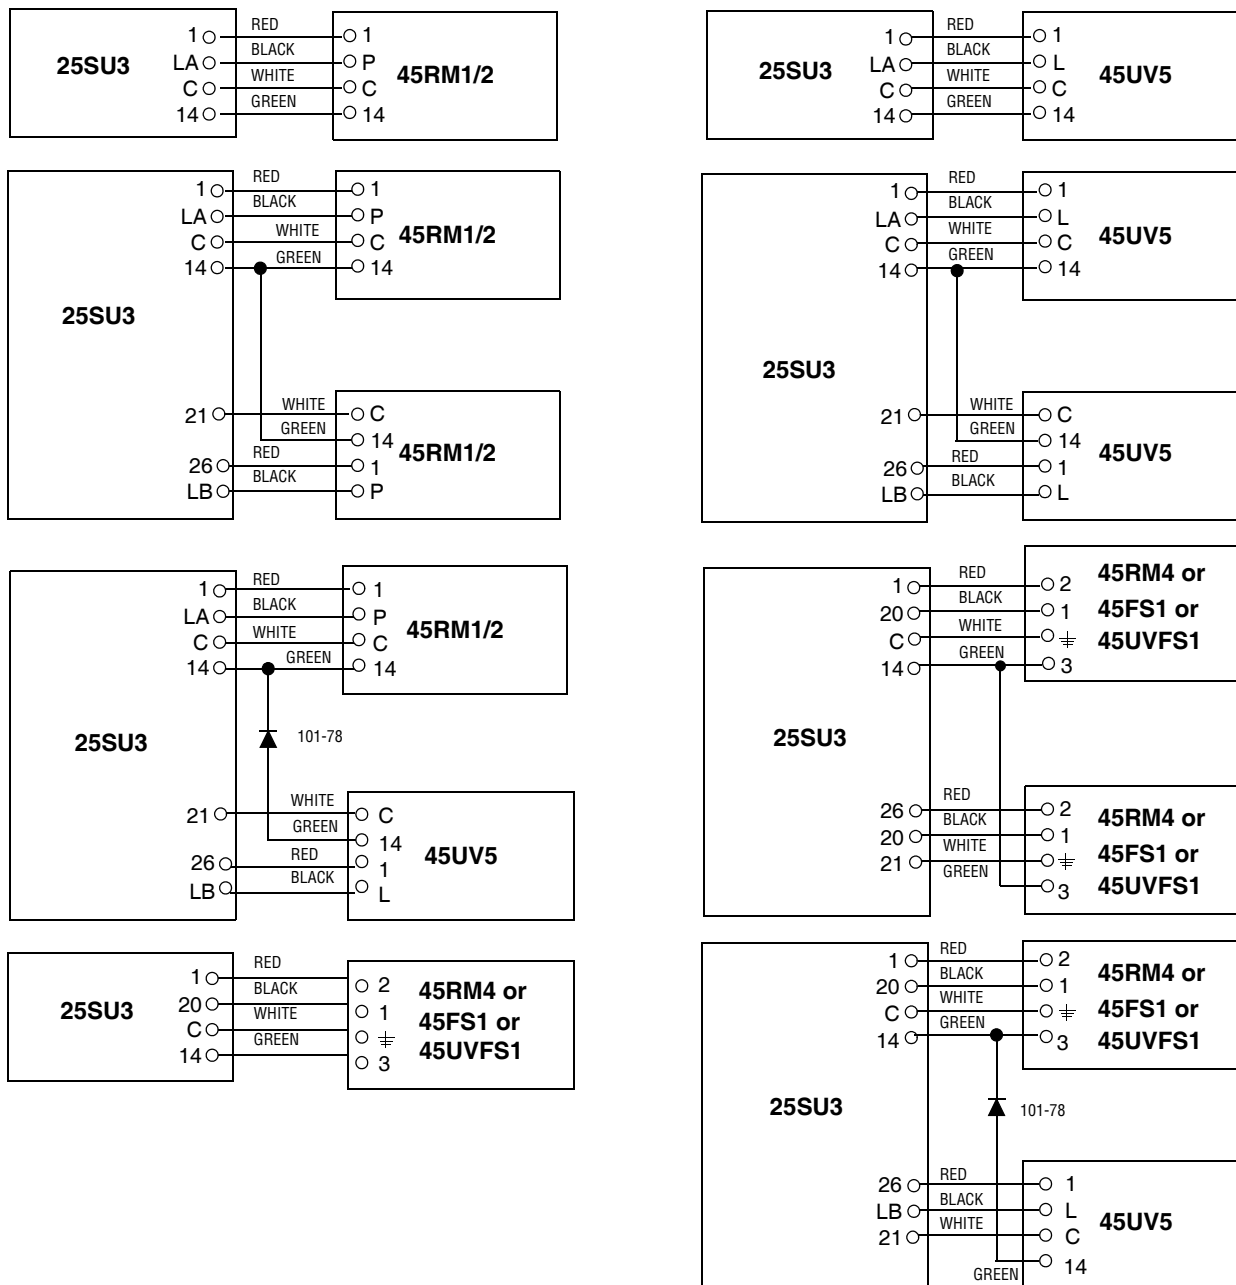 1 RED 1
LA BLACK P
25SU3 45RM1/2
C WHITE C
14 GREEN 14
1 RED 1
LA BLACK P
C WHITE C
45RM1/2
14 GREEN 14
25SU3
21 WHITE C
GREEN 14
45RM1/2
26 RED 1
LB BLACK P
1 RED 1
LA BLACK P
45RM1/2
C WHITE C
14 GREEN 14
25SU3
101-78
21 WHITE C
GREEN 14
45UV5
26 RED 1
LB BLACK L
1 RED 2
20 BLACK 1
C WHITE ⏚
14 GREEN 3
25SU3
45RM4 or
45FS1 or
45UVFS1
1 RED 1
LA BLACK L
25SU3 45UV5
C WHITE C
14 GREEN 14
1 RED 1
LA BLACK L
C WHITE C
45UV5
14 GREEN 14
25SU3
21 WHITE C
GREEN 14
45UV5
26 RED 1
LB BLACK L
1 RED 2
20 BLACK 1
C WHITE ⏚
14 GREEN 3
45RM4 or
45FS1 or
45UVFS1
25SU3
26 RED 2
20 BLACK 1
21 WHITE ⏚
GREEN 3
45RM4 or
45FS1 or
45UVFS1
1 RED 2
20 BLACK 1
C WHITE ⏚
14 GREEN 3
45RM4 or
45FS1 or
45UVFS1
25SU3
101-78
26 RED 1
LB BLACK L
21 WHITE C
45UV5
GREEN 14